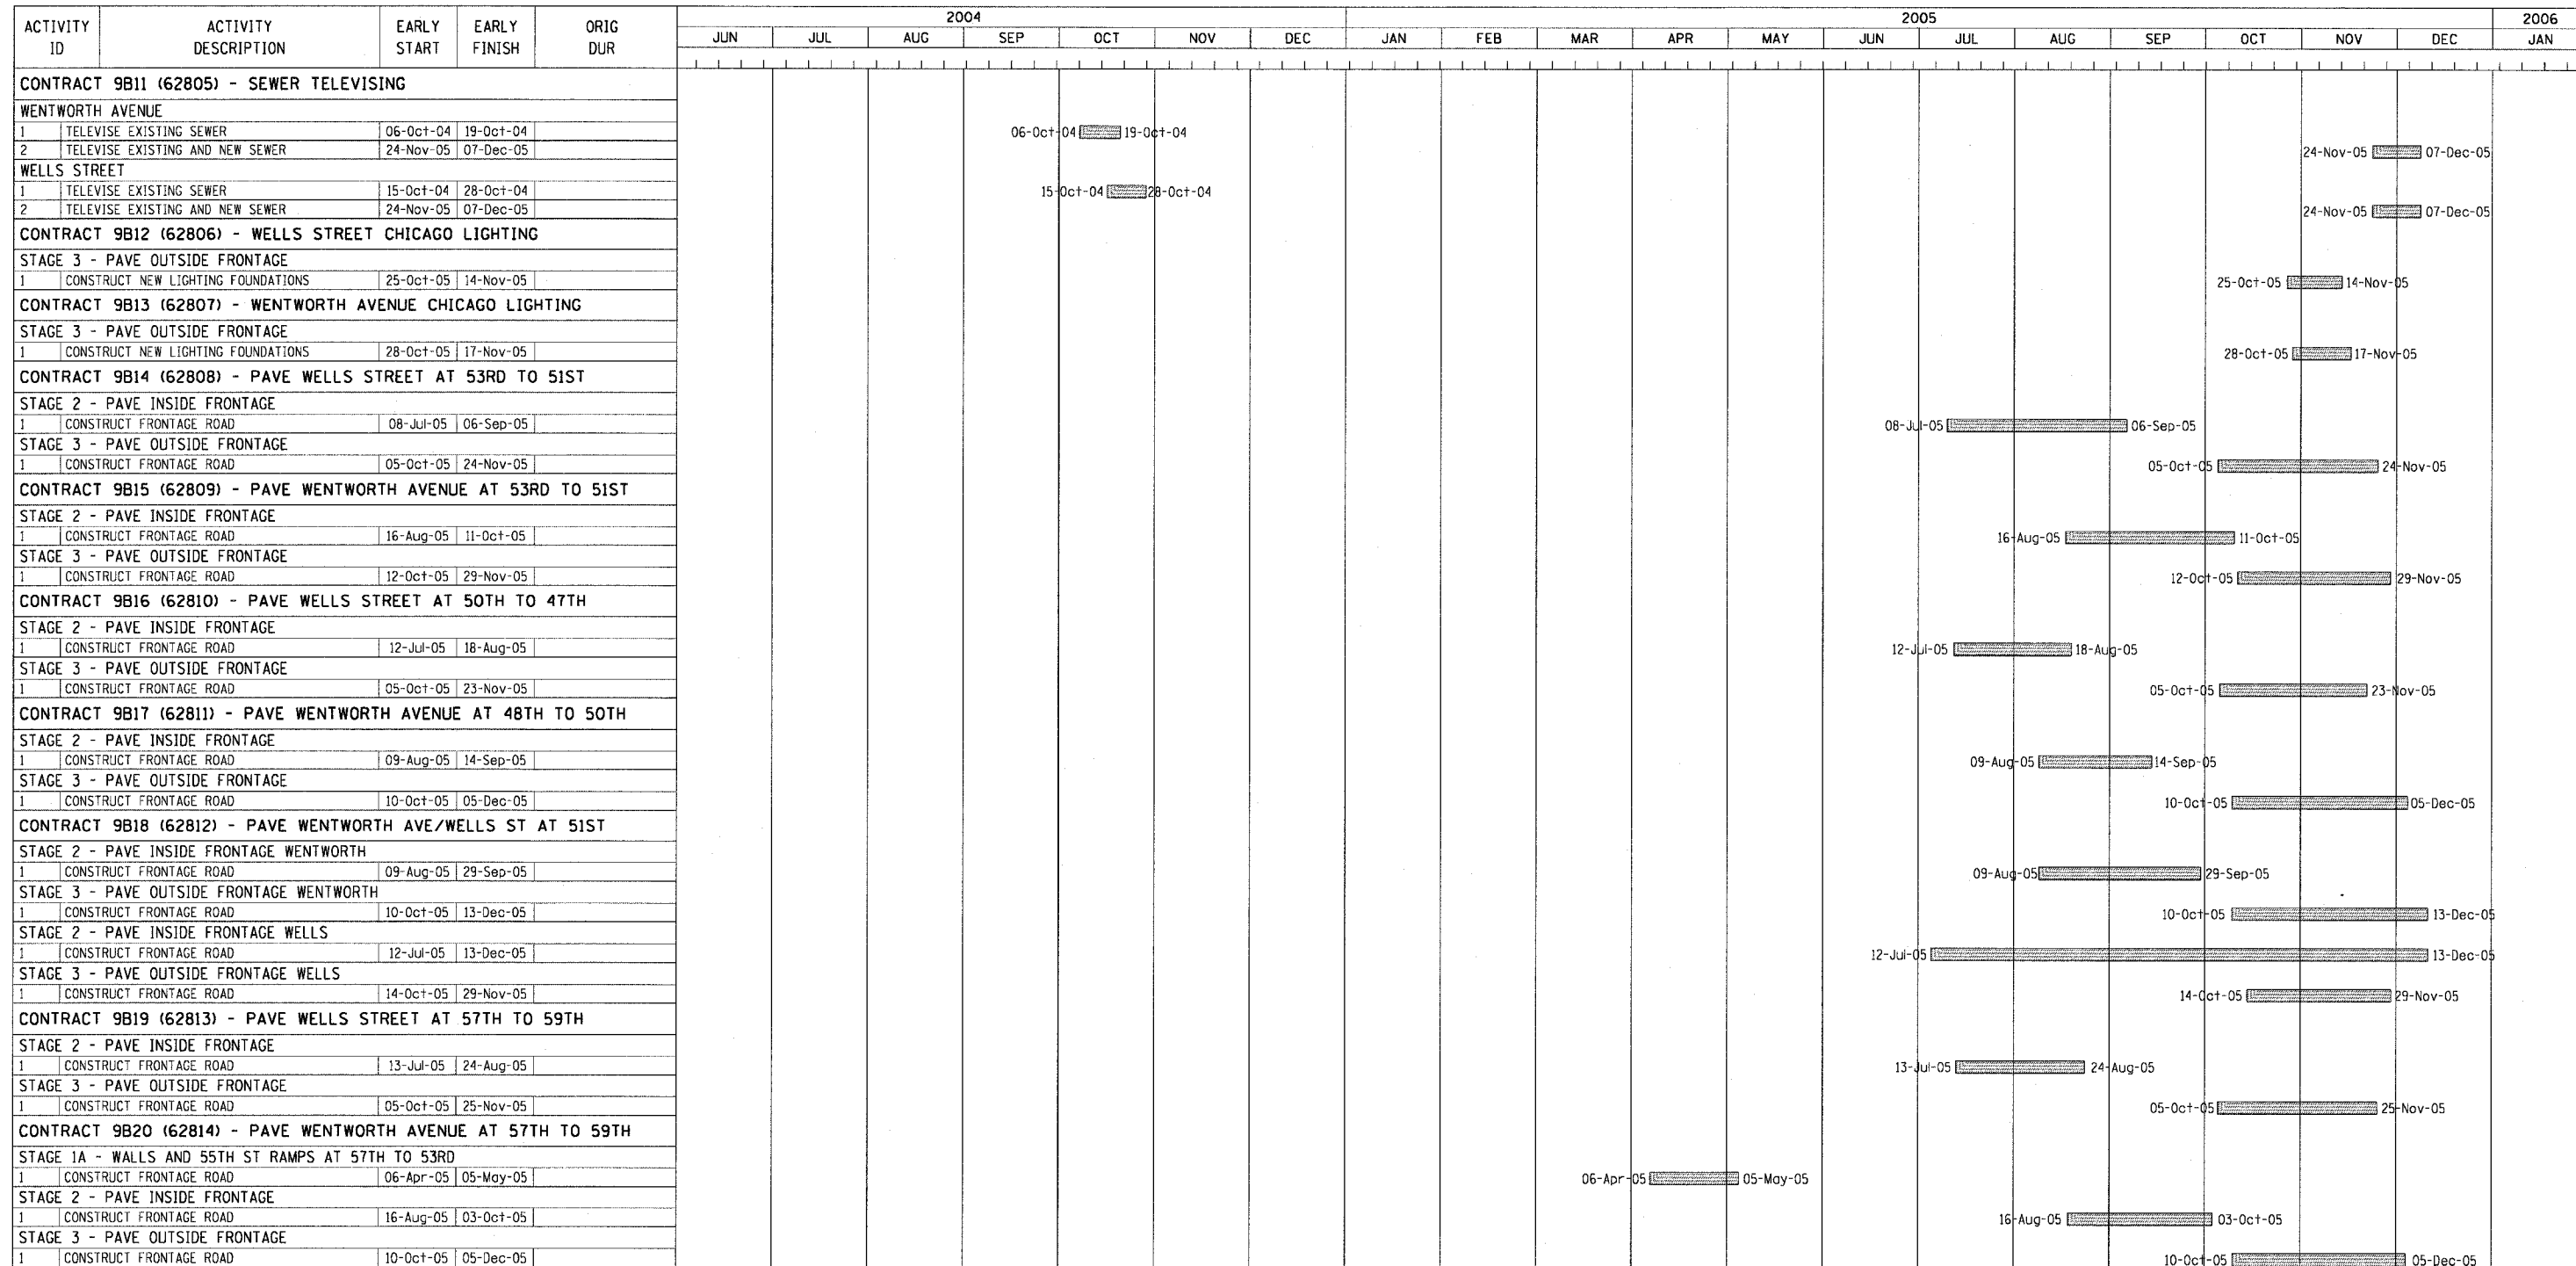 ACTIVITY ID ACTIVITY DESCRIPTION EARLY START EARLY FINISH ORIG DUR
2004 2005 2006
JUN JUL AUG SEP OCT NOV DEC JAN FEB MAR APR MAY JUN JUL AUG SEP OCT NOV DEC JAN
CONTRACT 9B11 (62805) - SEWER TELEVISING
WENTWORTH AVENUE
1 TELEVISE EXISTING SEWER 06-Oct-04 19-Oct-04 06-Oct-04 19-Oct-04
2 TELEVISE EXISTING AND NEW SEWER 24-Nov-05 07-Dec-05 24-Nov-05 07-Dec-05
WELLS STREET
1 TELEVISE EXISTING SEWER 15-Oct-04 28-Oct-04 15-Oct-04 28-Oct-04
2 TELEVISE EXISTING AND NEW SEWER 24-Nov-05 07-Dec-05 24-Nov-05 07-Dec-05
CONTRACT 9B12 (62806) - WELLS STREET CHICAGO LIGHTING
STAGE 3 - PAVE OUTSIDE FRONTAGE
1 CONSTRUCT NEW LIGHTING FOUNDATIONS 25-Oct-05 14-Nov-05 25-Oct-05 14-Nov-05
CONTRACT 9B13 (62807) - WENTWORTH AVENUE CHICAGO LIGHTING
STAGE 3 - PAVE OUTSIDE FRONTAGE
1 CONSTRUCT NEW LIGHTING FOUNDATIONS 28-Oct-05 17-Nov-05 28-Oct-05 17-Nov-05
CONTRACT 9B14 (62808) - PAVE WELLS STREET AT 53RD TO 51ST
STAGE 2 - PAVE INSIDE FRONTAGE
1 CONSTRUCT FRONTAGE ROAD 08-Jul-05 06-Sep-05 08-Jul-05 06-Sep-05
STAGE 3 - PAVE OUTSIDE FRONTAGE
1 CONSTRUCT FRONTAGE ROAD 05-Oct-05 24-Nov-05 05-Oct-05 24-Nov-05
CONTRACT 9B15 (62809) - PAVE WENTWORTH AVENUE AT 53RD TO 51ST
STAGE 2 - PAVE INSIDE FRONTAGE
1 CONSTRUCT FRONTAGE ROAD 16-Aug-05 11-Oct-05 16-Aug-05 11-Oct-05
STAGE 3 - PAVE OUTSIDE FRONTAGE
1 CONSTRUCT FRONTAGE ROAD 12-Oct-05 29-Nov-05 12-Oct-05 29-Nov-05
CONTRACT 9B16 (62810) - PAVE WELLS STREET AT 50TH TO 47TH
STAGE 2 - PAVE INSIDE FRONTAGE
1 CONSTRUCT FRONTAGE ROAD 12-Jul-05 18-Aug-05 12-Jul-05 18-Aug-05
STAGE 3 - PAVE OUTSIDE FRONTAGE
1 CONSTRUCT FRONTAGE ROAD 05-Oct-05 23-Nov-05 05-Oct-05 23-Nov-05
CONTRACT 9B17 (62811) - PAVE WENTWORTH AVENUE AT 48TH TO 50TH
STAGE 2 - PAVE INSIDE FRONTAGE
1 CONSTRUCT FRONTAGE ROAD 09-Aug-05 14-Sep-05 09-Aug-05 14-Sep-05
STAGE 3 - PAVE OUTSIDE FRONTAGE
1 CONSTRUCT FRONTAGE ROAD 10-Oct-05 05-Dec-05 10-Oct-05 05-Dec-05
CONTRACT 9B18 (62812) - PAVE WENTWORTH AVE/WELLS ST AT 51ST
STAGE 2 - PAVE INSIDE FRONTAGE WENTWORTH
1 CONSTRUCT FRONTAGE ROAD 09-Aug-05 29-Sep-05 09-Aug-05 29-Sep-05
STAGE 3 - PAVE OUTSIDE FRONTAGE WENTWORTH
1 CONSTRUCT FRONTAGE ROAD 10-Oct-05 13-Dec-05 10-Oct-05 13-Dec-05
STAGE 2 - PAVE INSIDE FRONTAGE WELLS
1 CONSTRUCT FRONTAGE ROAD 12-Jul-05 13-Dec-05 12-Jul-05 13-Dec-05
STAGE 3 - PAVE OUTSIDE FRONTAGE WELLS
1 CONSTRUCT FRONTAGE ROAD 14-Oct-05 29-Nov-05 14-Oct-05 29-Nov-05
CONTRACT 9B19 (62813) - PAVE WELLS STREET AT 57TH TO 59TH
STAGE 2 - PAVE INSIDE FRONTAGE
1 CONSTRUCT FRONTAGE ROAD 13-Jul-05 24-Aug-05 13-Jul-05 24-Aug-05
STAGE 3 - PAVE OUTSIDE FRONTAGE
1 CONSTRUCT FRONTAGE ROAD 05-Oct-05 25-Nov-05 05-Oct-05 25-Nov-05
CONTRACT 9B20 (62814) - PAVE WENTWORTH AVENUE AT 57TH TO 59TH
STAGE 1A - WALLS AND 55TH ST RAMPS AT 57TH TO 53RD
1 CONSTRUCT FRONTAGE ROAD 06-Apr-05 05-May-05 06-Apr-05 05-May-05
STAGE 2 - PAVE INSIDE FRONTAGE
1 CONSTRUCT FRONTAGE ROAD 16-Aug-05 03-Oct-05 16-Aug-05 03-Oct-05
STAGE 3 - PAVE OUTSIDE FRONTAGE
1 CONSTRUCT FRONTAGE ROAD 10-Oct-05 05-Dec-05 10-Oct-05 05-Dec-05